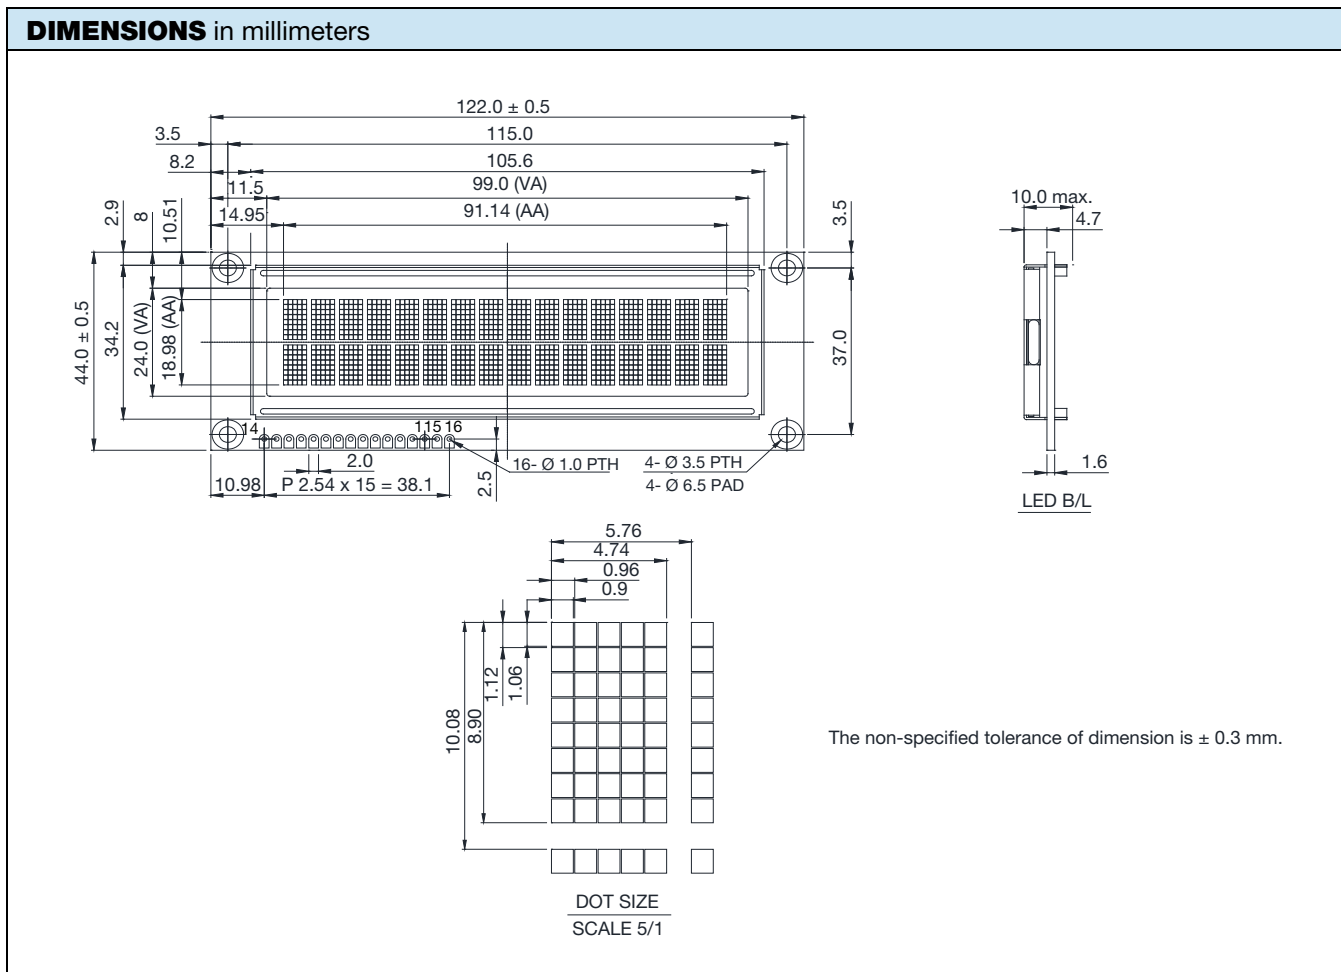 DIMENSIONS in millimeters
122.0 ± 0.5
3.5
115.0
8.2
105.6
11.5
99.0 (VA)
14.95
91.14 (AA)
2.9
8
10.51
3.5
10.0 max.
4.7
44.0 ± 0.5
34.2
24.0 (VA)
18.98 (AA)
37.0
14
1 15 16
2.0
16- Ø 1.0 PTH
4- Ø 3.5 PTH
10.98
P 2.54 x 15 = 38.1
2.5
4- Ø 6.5 PAD
1.6
LED B/L
5.76
4.74
0.96
0.9
1.12
1.06
10.08
8.90
The non-specified tolerance of dimension is ± 0.3 mm.
DOT SIZE
SCALE 5/1